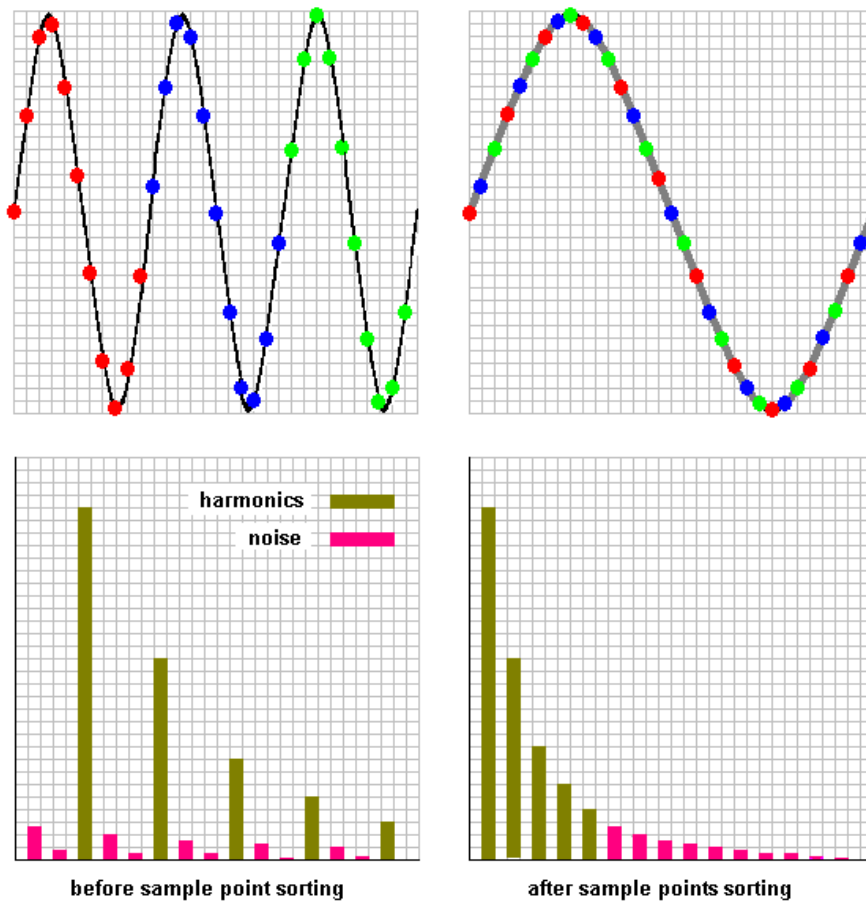 harmonics
noise
before sample point sorting
after sample points sorting